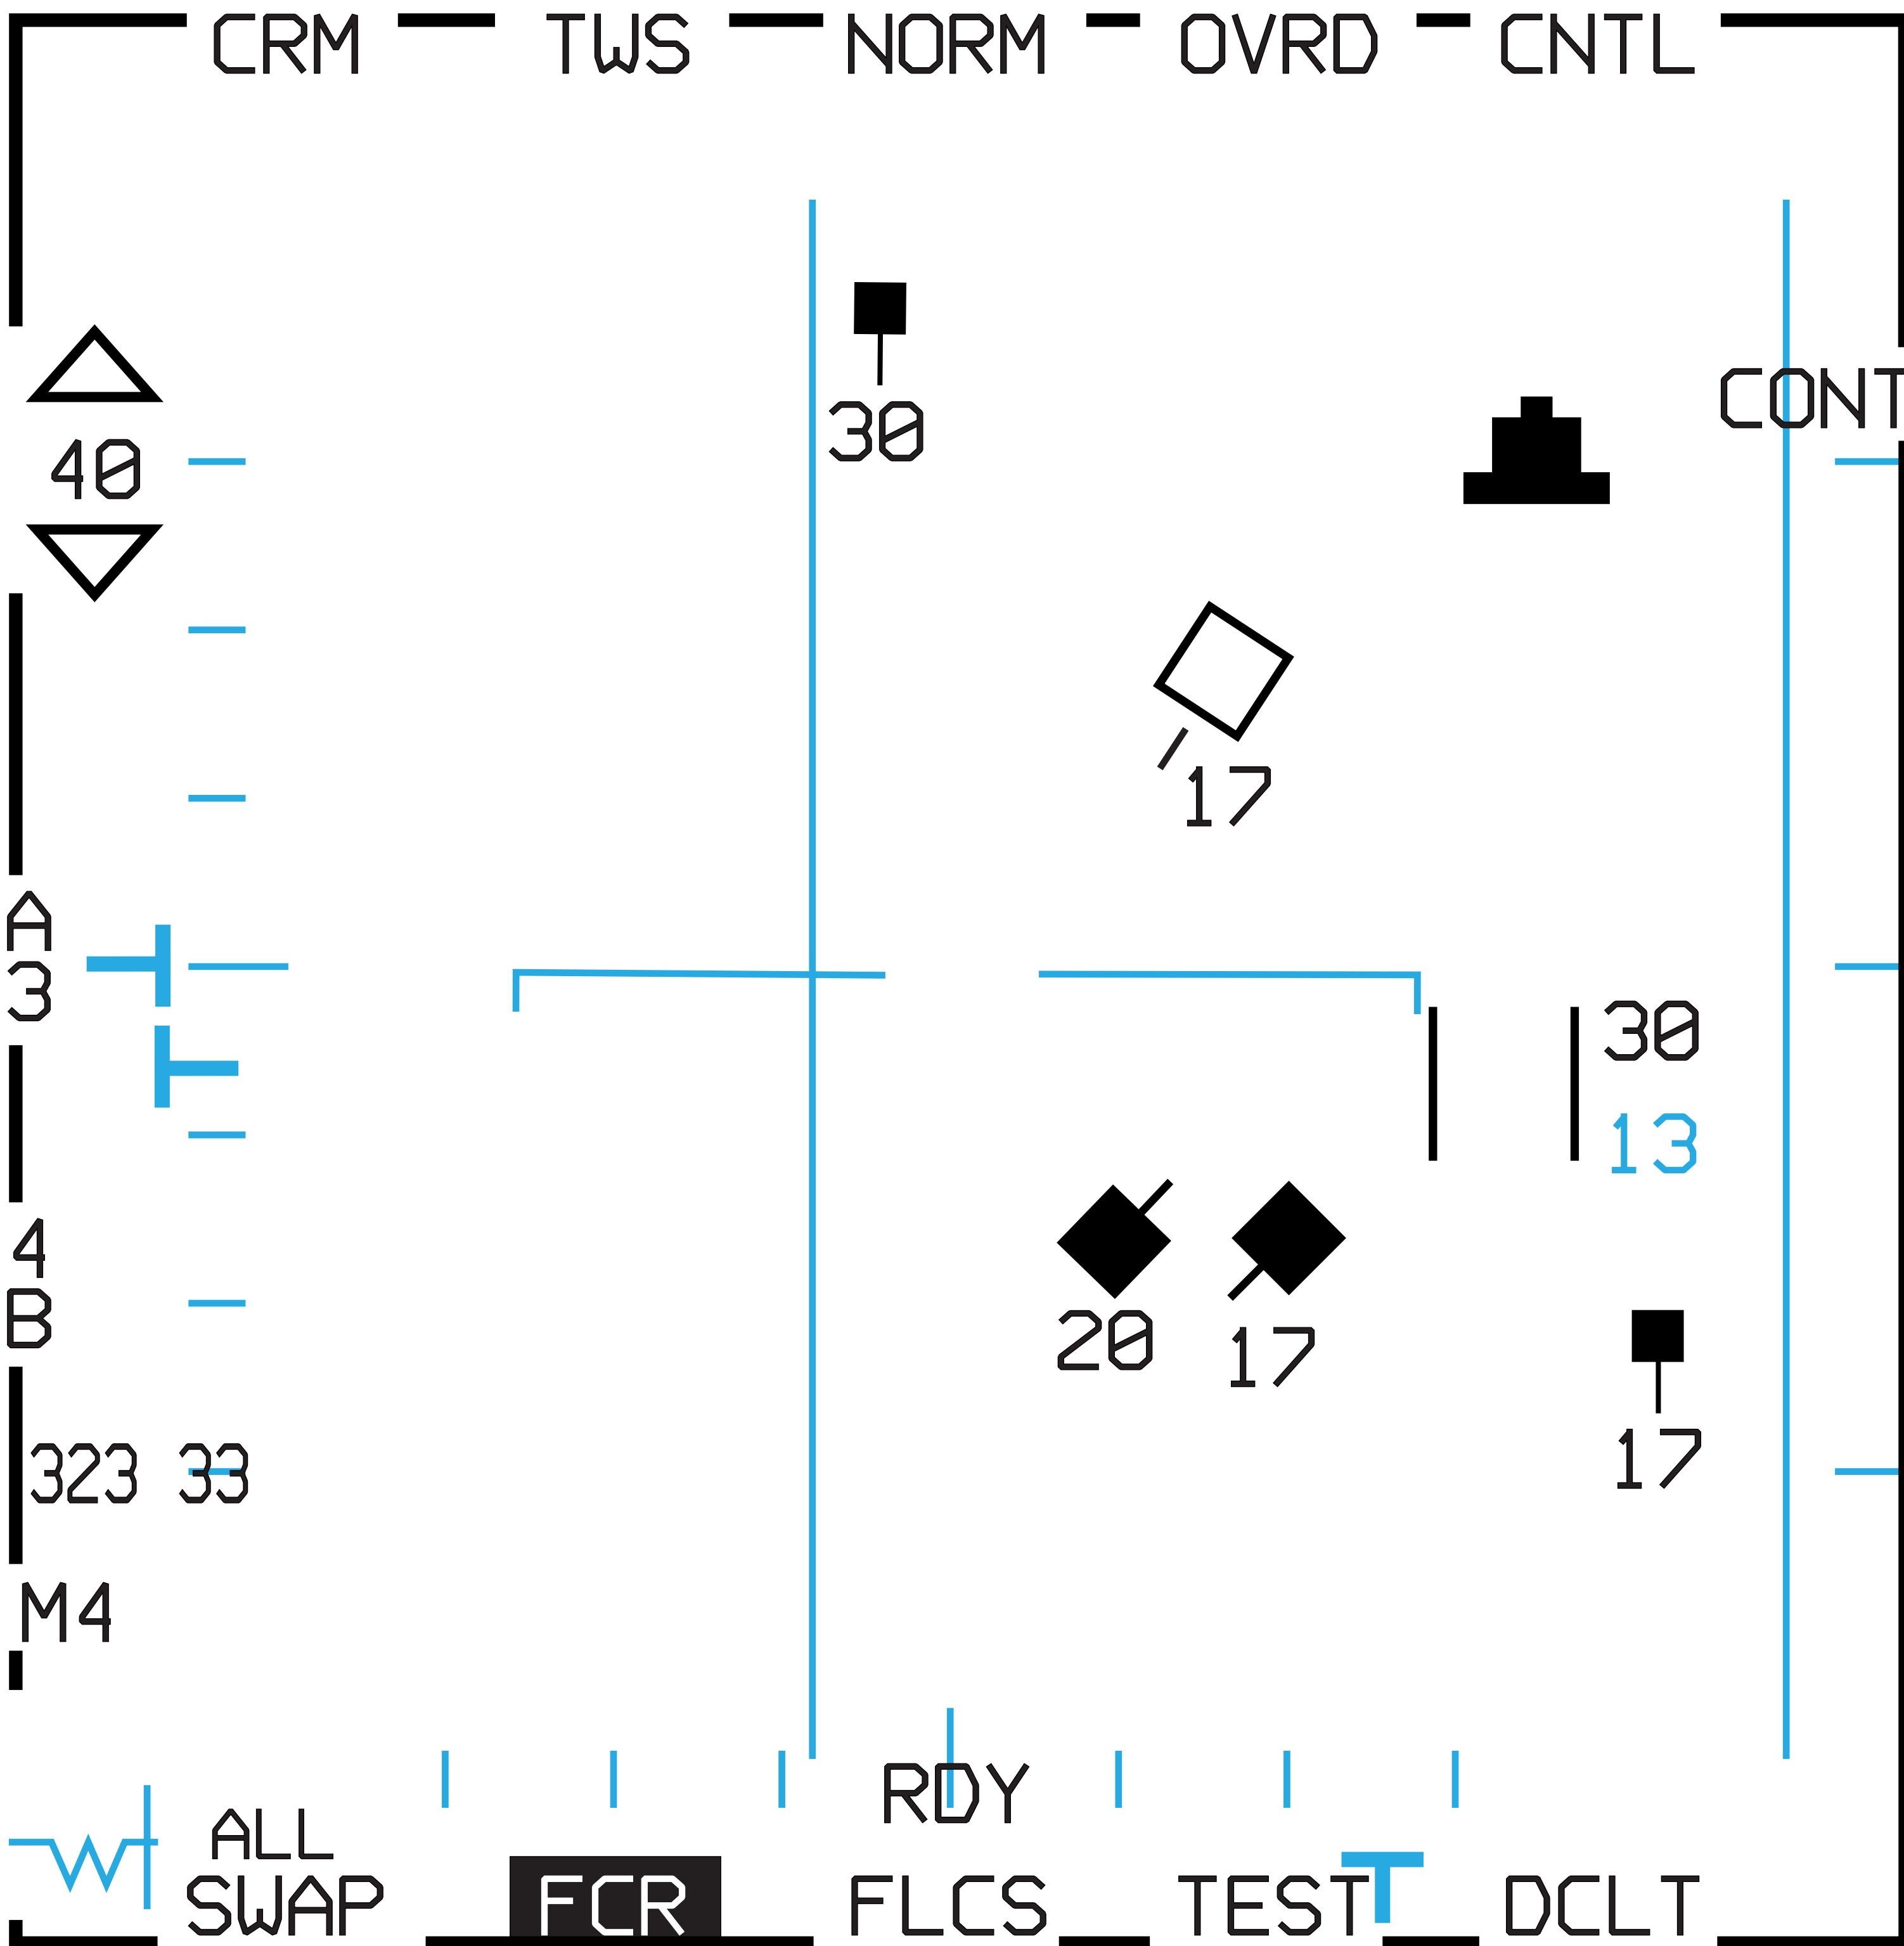 CRM TWS NORM OVRD CNTL
30
CONT
40
17
A
3
30
13
4
B
20 17
17
323 33
M4
RDY
ALL
SWAP FCR FLCS TEST DCLT